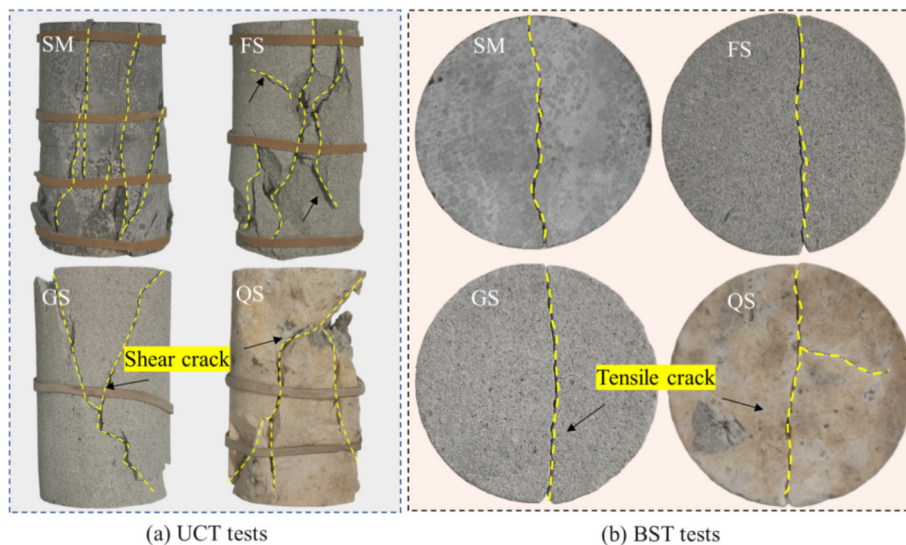 SM
FS
GS
QS
Shear crack
(a) UCT tests
SM
FS
GS
QS
Tensile crack
(b) BST tests